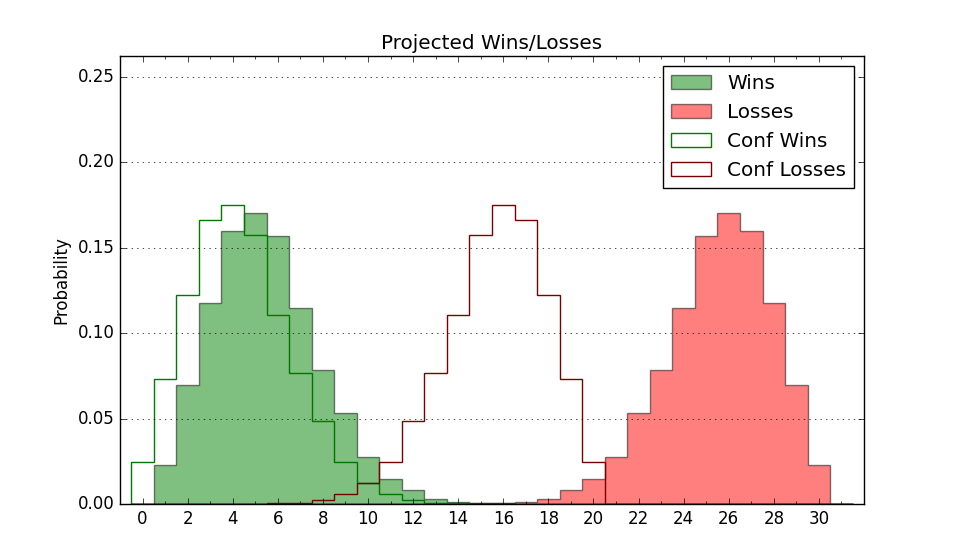 Projected Wins/Losses
0.25
0.20
0.15
0.10
0.05
0.00
Probability
Wins
Losses
Conf Wins
Conf Losses
0 2 4 6 8 10 12 14 16 18 20 22 24 26 28 30